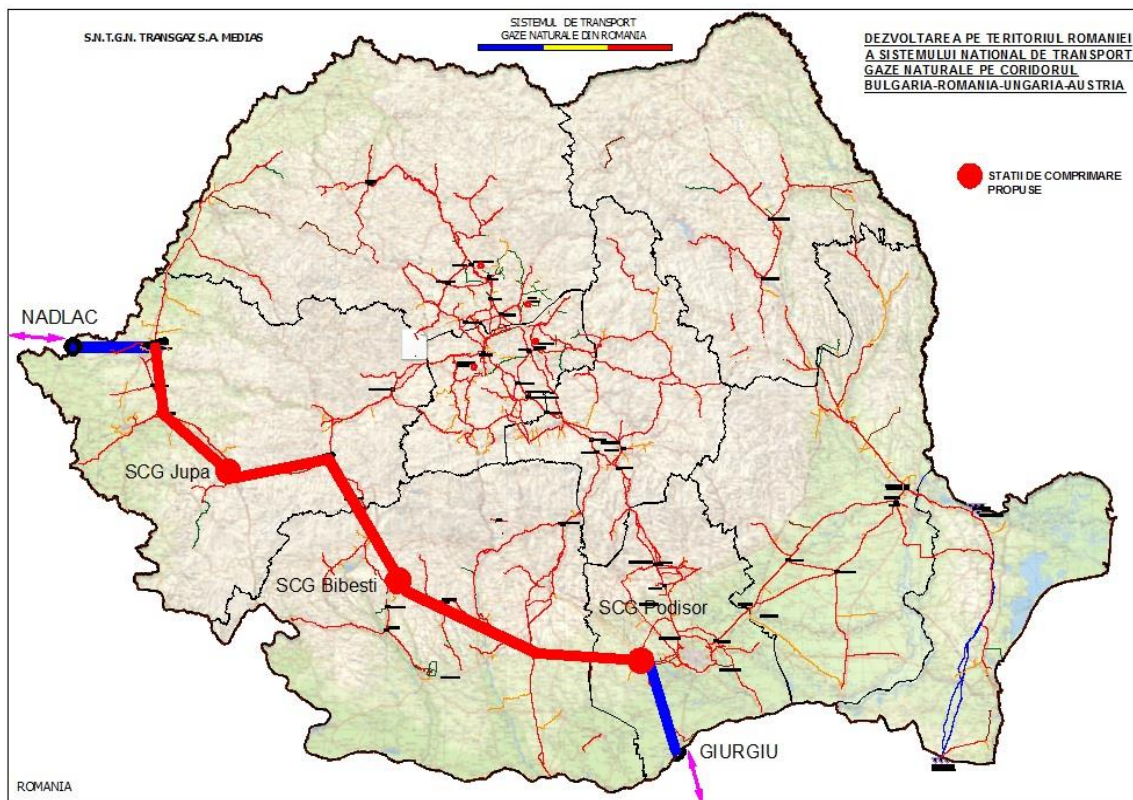 S.N.T.G.N. TRANSGAZ S.A. MEDIAS
SISTEMUL DE TRANSPORT
GAZE NATURALE DIN ROMANIA
DEZVOLTAREA PE TERITORIUL ROMANIEI
A SISTEMULUI NATIONAL DE TRANSPORT
GAZE NATURALE PE CORIDORUL
BULGARIA-ROMANIA-UNGARIA-AUSTRIA
STATII DE COMPRIMARE
PROPUSE
NADLAC
SCG Jupa
SCG Bibesti
SCG Podisor
GIURGIU
ROMANIA